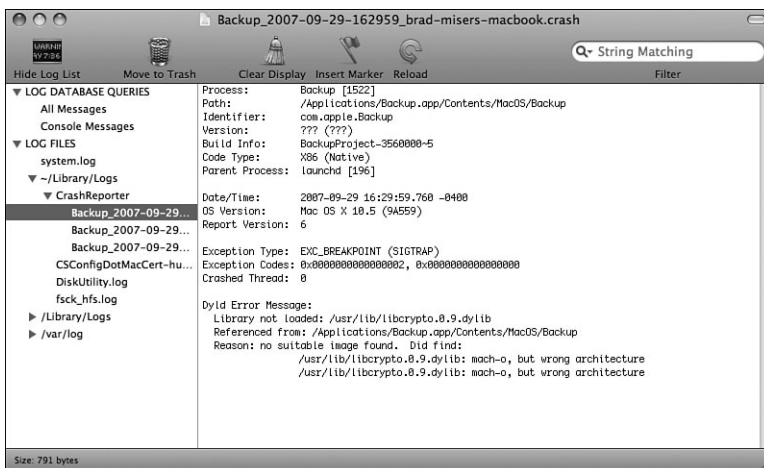 Backup_2007-09-29-162959_brad-misers-macbook.crash
WARNIN
String Matching
Hide Log List Move to Trash Clear Display Insert Marker Reload Filter
LOG DATABASE QUERIES
All Messages
Console Messages
LOG FILES
system.log
~/Library/Logs
CrashReporter
Backup_2007-09-29...
Backup_2007-09-29...
Backup_2007-09-29...
CSConfigDotMacCert-hu...
DiskUtility.log
fsck_hfs.log
/Library/Logs
/var/log
Process: Backup [1522]
Path: /Applications/Backup.app/Contents/MacOS/Backup
Identifier: com.apple.Backup
Version: ??? (???)
Build Info: BackupProject-3560000~5
Code Type: X86 (Native)
Parent Process: launchd [196]
Date/Time: 2007-09-29 16:29:59.760 -0400
OS Version: Mac OS X 10.5 (9A559)
Report Version: 6
Exception Type: EXC_BREAKPOINT (SIGTRAP)
Exception Codes: 0x0000000000000002, 0x0000000000000000
Crashed Thread: 0
Dyld Error Message:
Library not loaded: /usr/lib/libcrypto.0.9.dylib
Referenced from: /Applications/Backup.app/Contents/MacOS/Backup
Reason: no suitable image found. Did find:
/usr/lib/libcrypto.0.9.dylib: mach-o, but wrong architecture
/usr/lib/libcrypto.0.9.dylib: mach-o, but wrong architecture
Size: 791 bytes